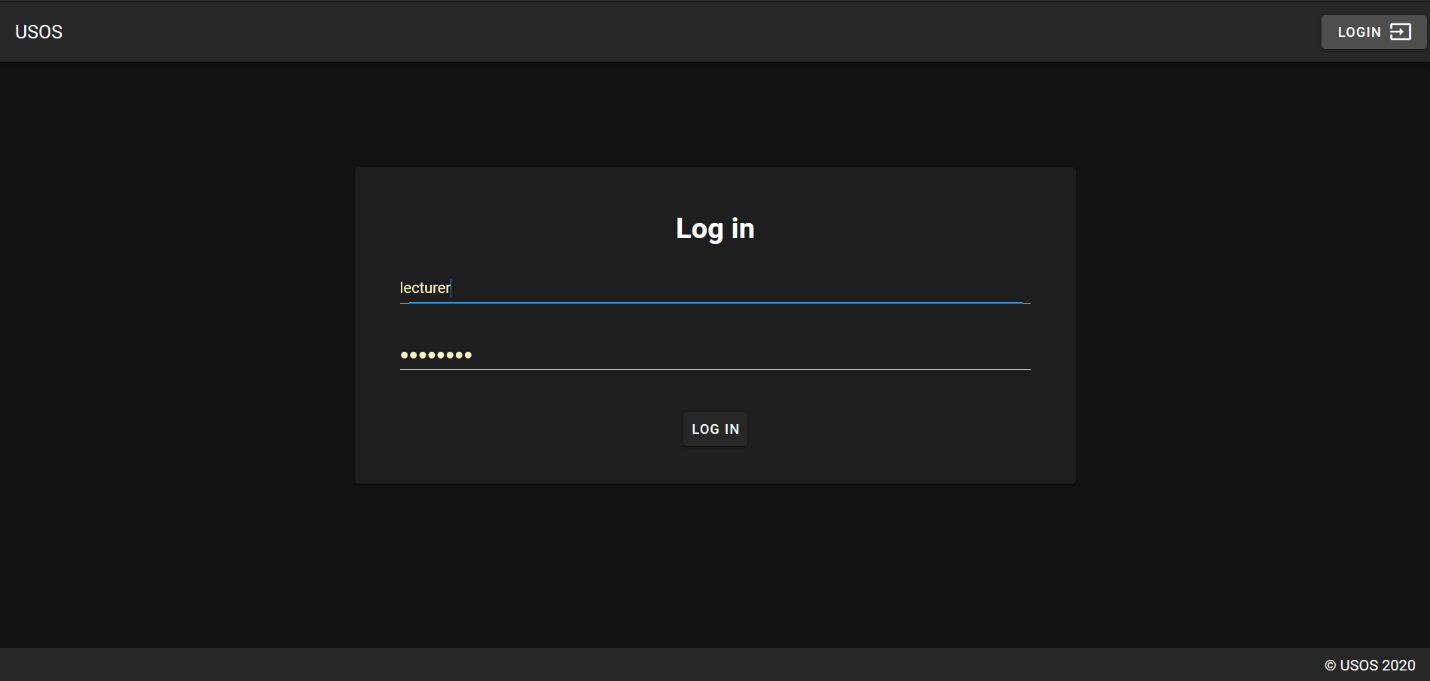 USOS
LOGIN
Log in
lecturer
••••••••
LOG IN
© USOS 2020